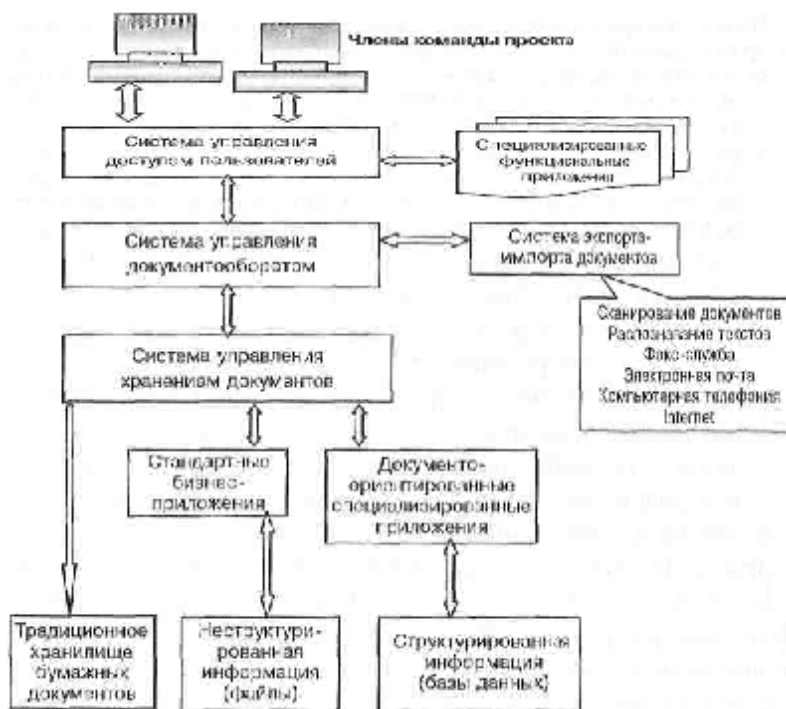 Члены команды проекта
Система управления
доступом пользователей
Специализированные
функциональные
приложения
Система управления
документооборотом
Система экспорта-
импорта документов
Сканирование документов
Распознавание текстов
Факс-служба
Электронная почта
Компьютерная телефония
Internet
Система управления
хранением документов
Стандартные
бизнес-
приложения
Документо-
ориентированные
специализированные
приложения
Традиционное
хранилище
бумажных
документов
Неструктури-
рованная
информация
(файлы)
Структурированная
информация
(базы данных)